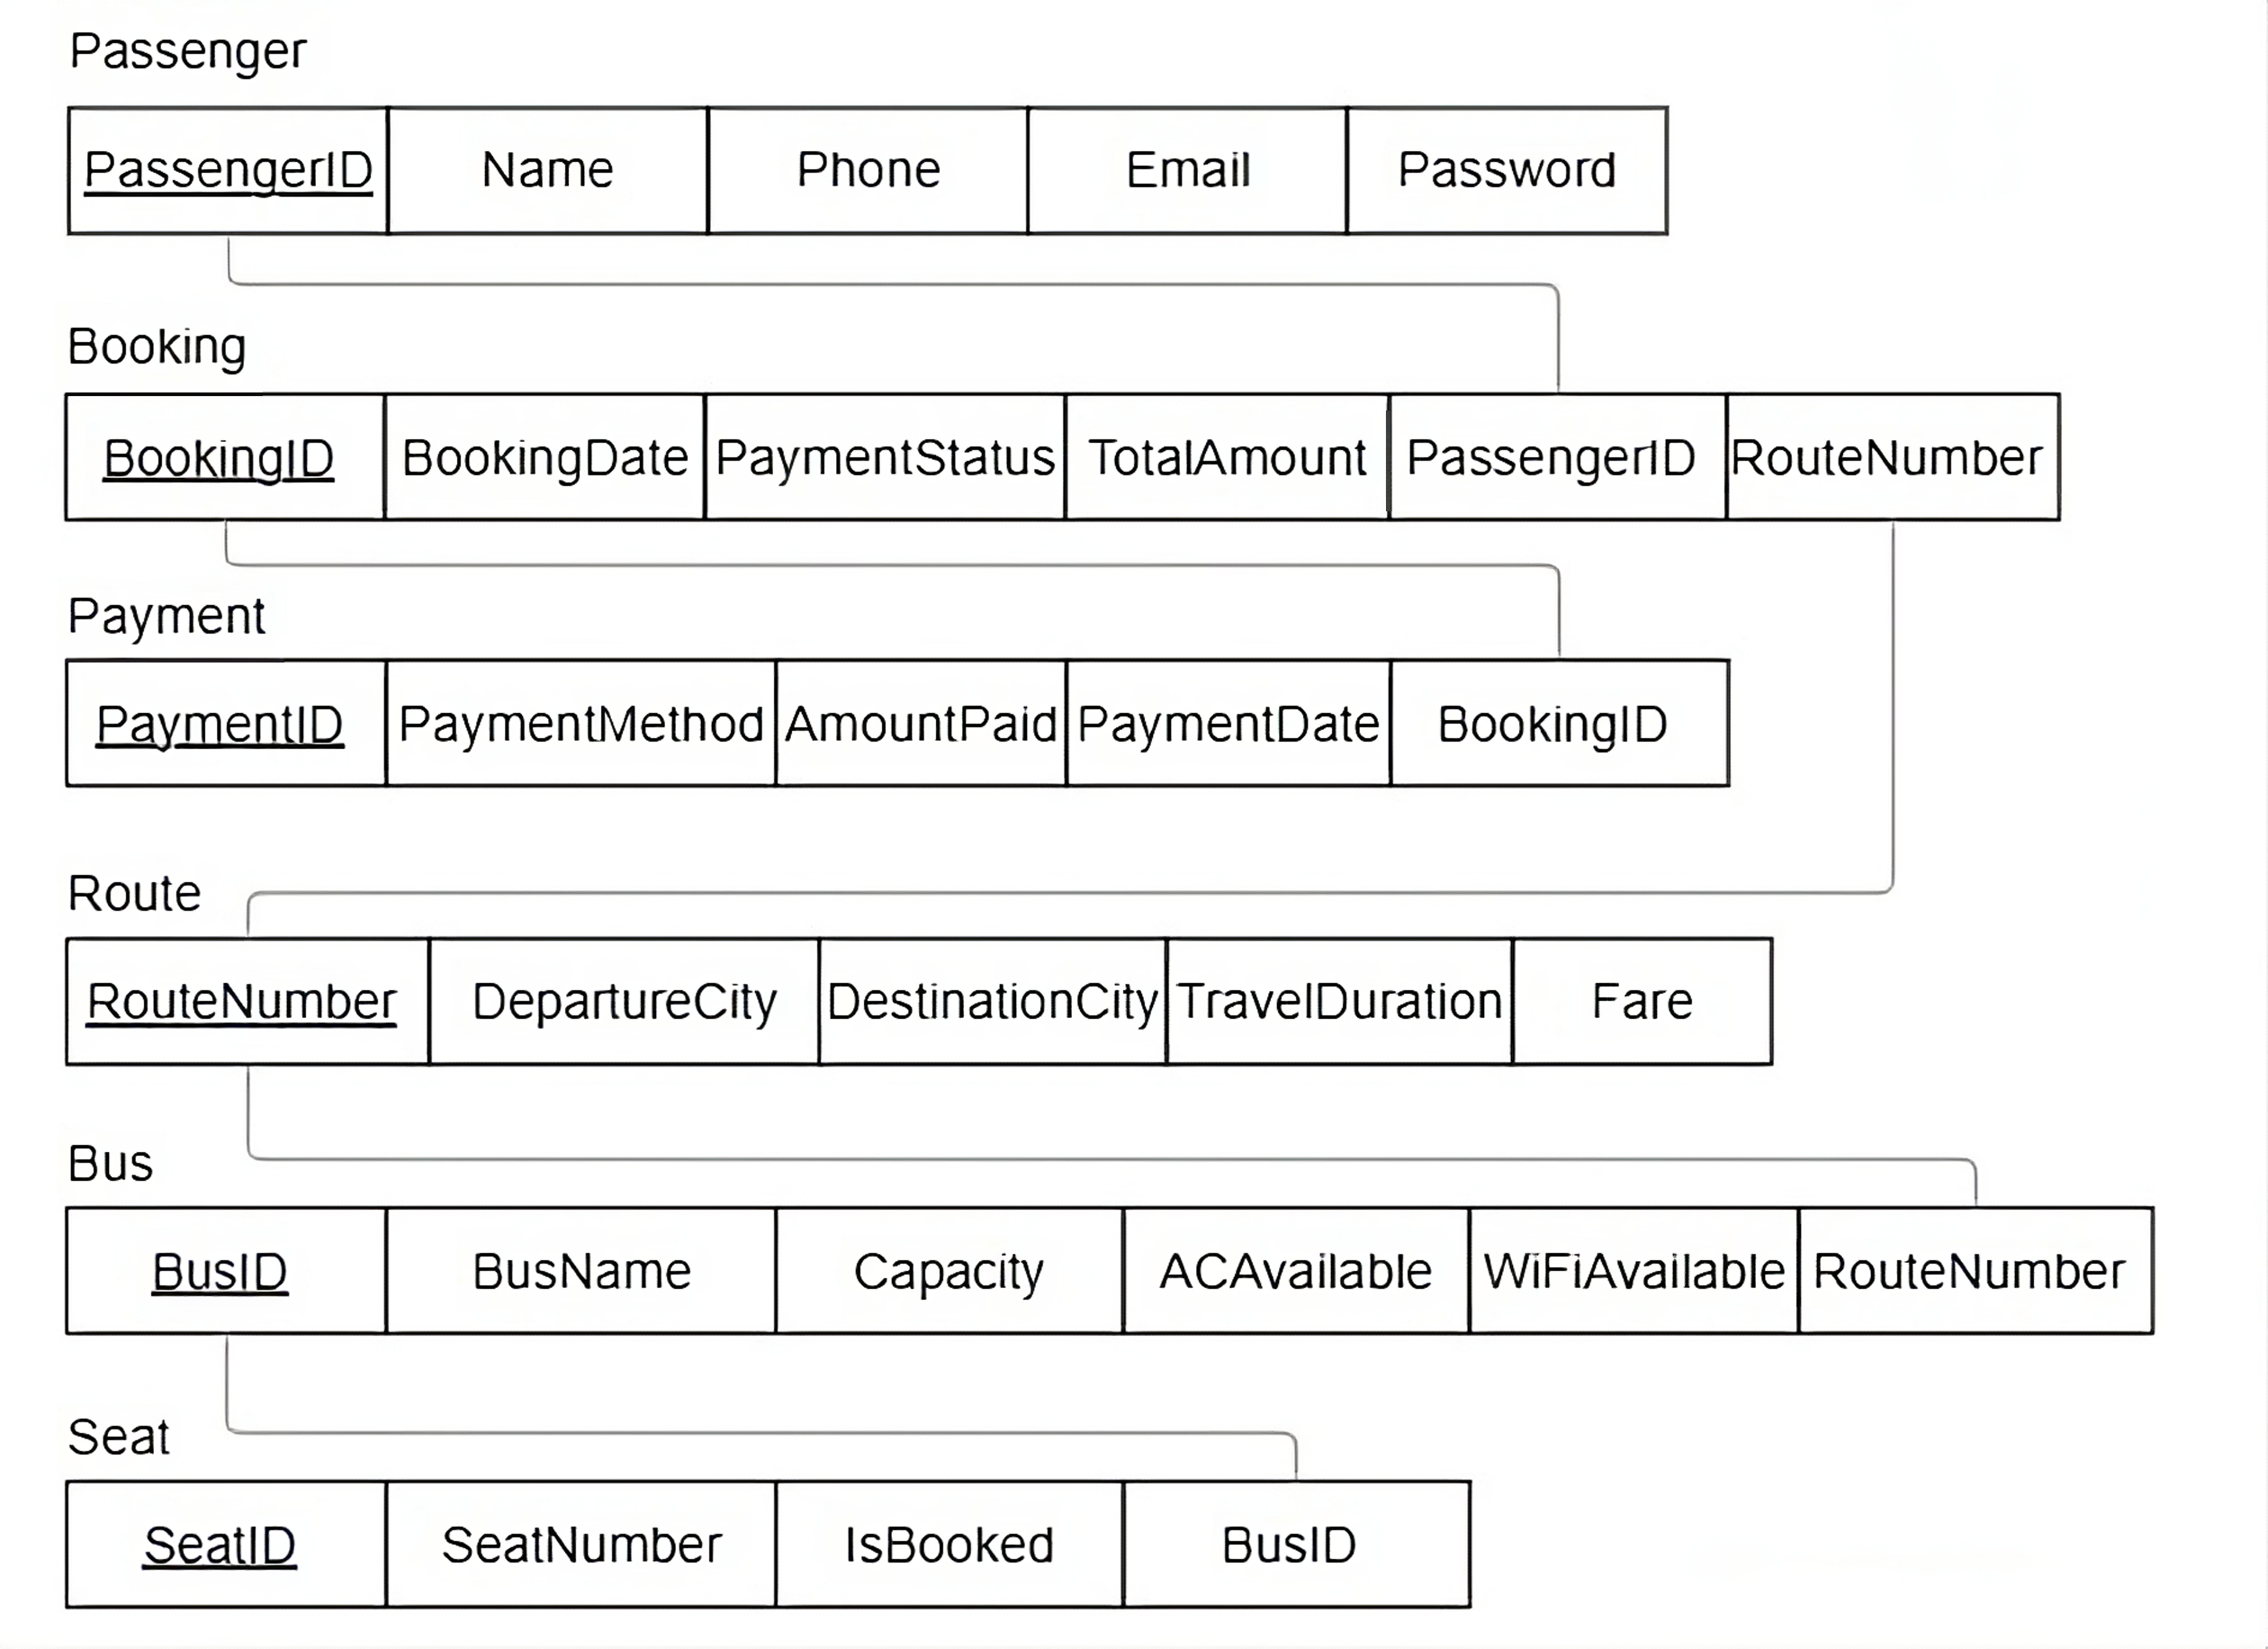 Passenger
PassengerID Name Phone Email Password
Booking
BookingID BookingDate PaymentStatus TotalAmount PassengerID RouteNumber
Payment
PaymentID PaymentMethod AmountPaid PaymentDate BookingID
Route
RouteNumber DepartureCity DestinationCity TravelDuration Fare
Bus
BusID BusName Capacity ACAvailable WiFiAvailable RouteNumber
Seat
SeatID SeatNumber IsBooked BusID